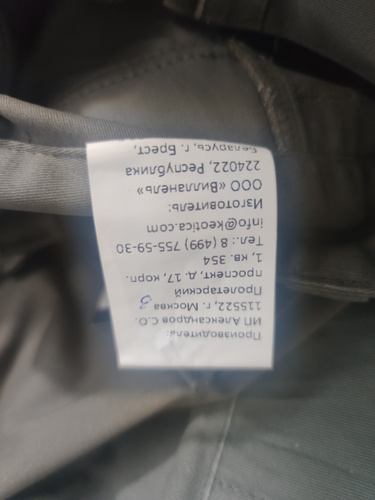 Производитель:
ИП Александров С.О.
115522, г. Москва
Пролетарский
проспект, д. 17, корп.
1, кв. 354
Тел.: 8 (499) 755-59-30
info@keotica.com
Изготовитель:
ООО «Вилланель»
224022, Республика
Беларусь, г. Брест,